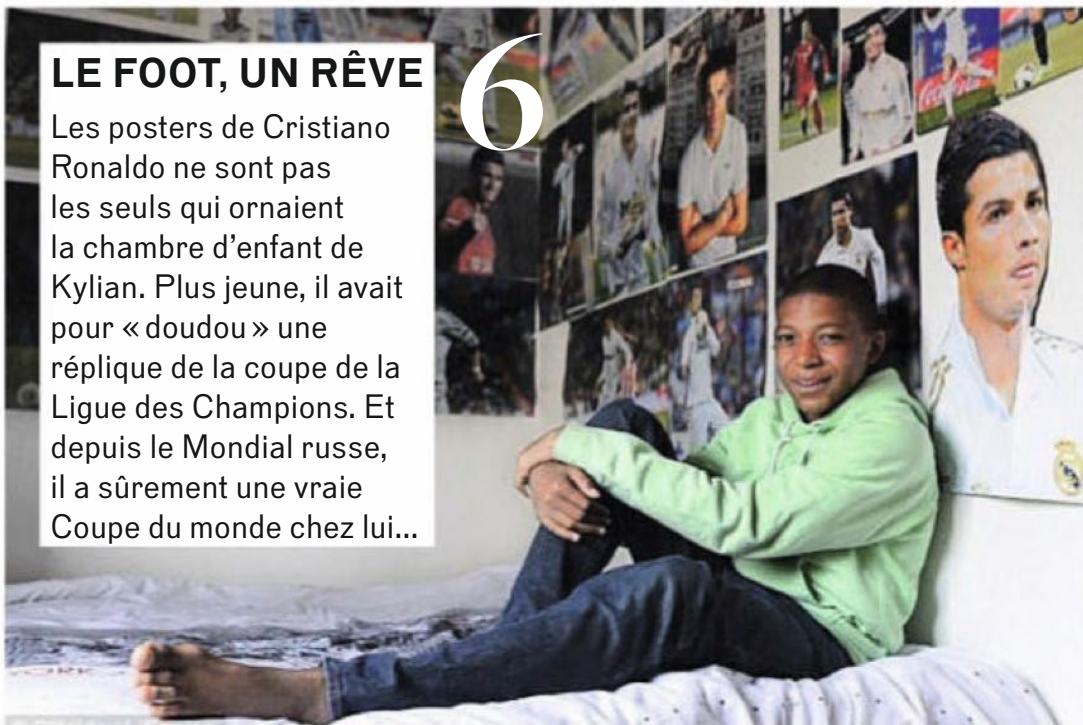 LE FOOT, UN RÊVE
Les posters de Cristiano
Ronaldo ne sont pas
les seuls qui ornaient
la chambre d’enfant de
Kylian. Plus jeune, il avait
pour « doudou » une
réplique de la coupe de la
Ligue des Champions. Et
depuis le Mondial russe,
il a sûrement une vraie
Coupe du monde chez lui...
6
Coca-Cola